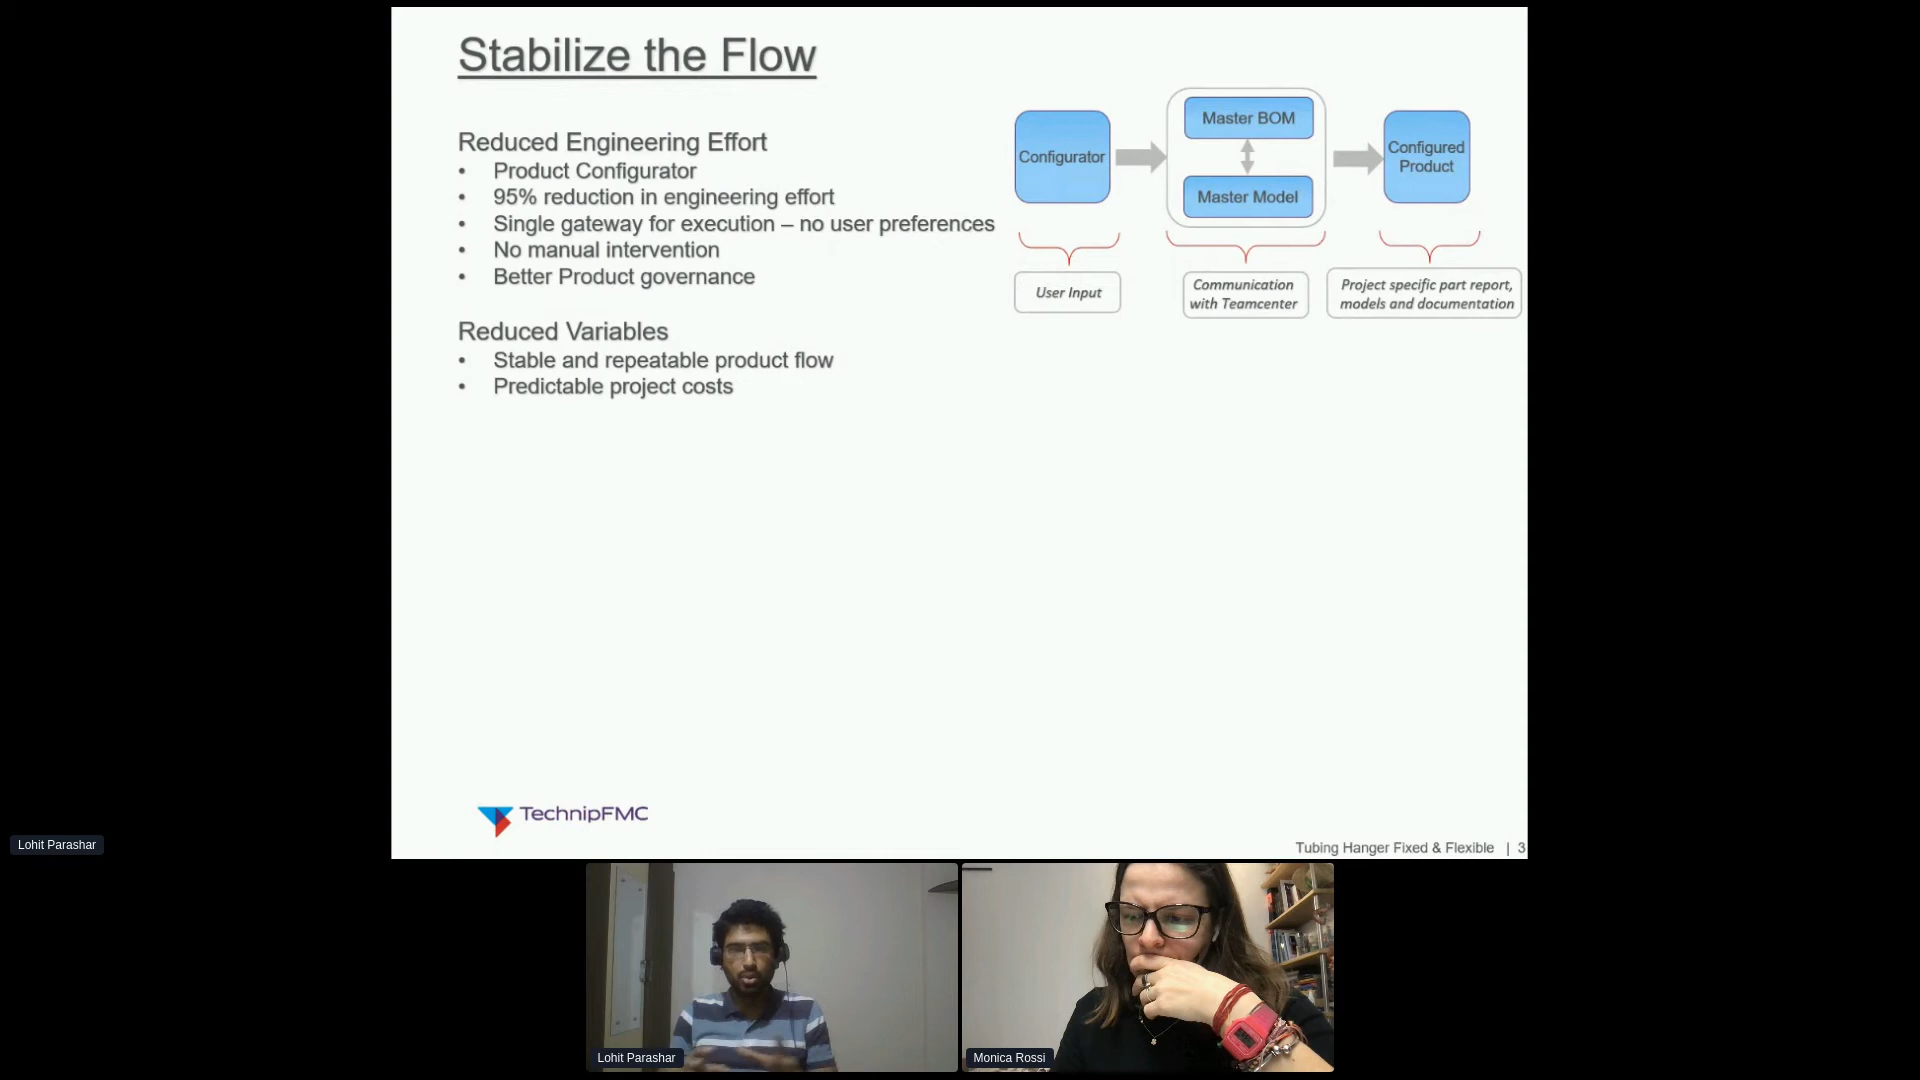 Stabilize the Flow
Reduced Engineering Effort
• Product Configurator
• 95% reduction in engineering effort
• Single gateway for execution – no user preferences
• No manual intervention
• Better Product governance
Reduced Variables
• Stable and repeatable product flow
• Predictable project costs
Configurator
Master BOM
Master Model
Configured
Product
User Input
Communication
with Teamcenter
Project specific part report,
models and documentation
TechnipFMC
Tubing Hanger Fixed & Flexible | 3
Lohit Parashar
Lohit Parashar
Monica Rossi